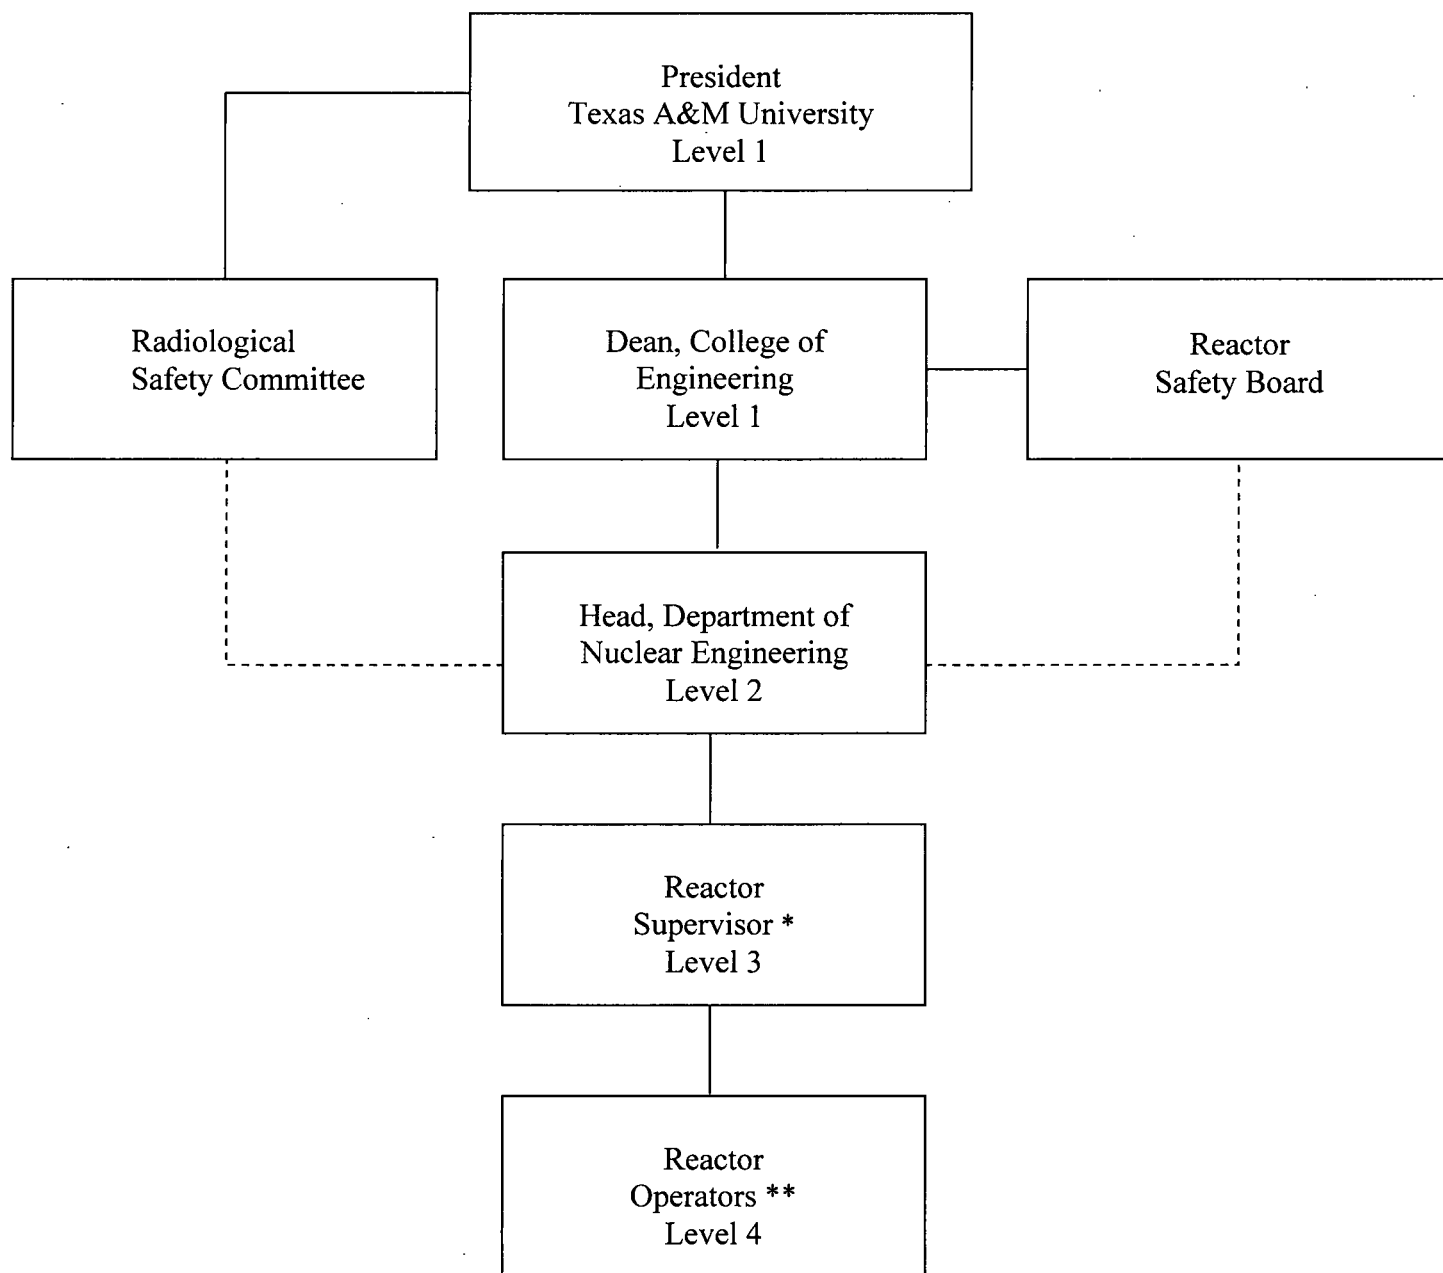 President
Texas A&M University
Level 1
Radiological
Safety Committee
Dean, College of
Engineering
Level 1
Reactor
Safety Board
Head, Department of
Nuclear Engineering
Level 2
Reactor
Supervisor *
Level 3
Reactor
Operators **
Level 4